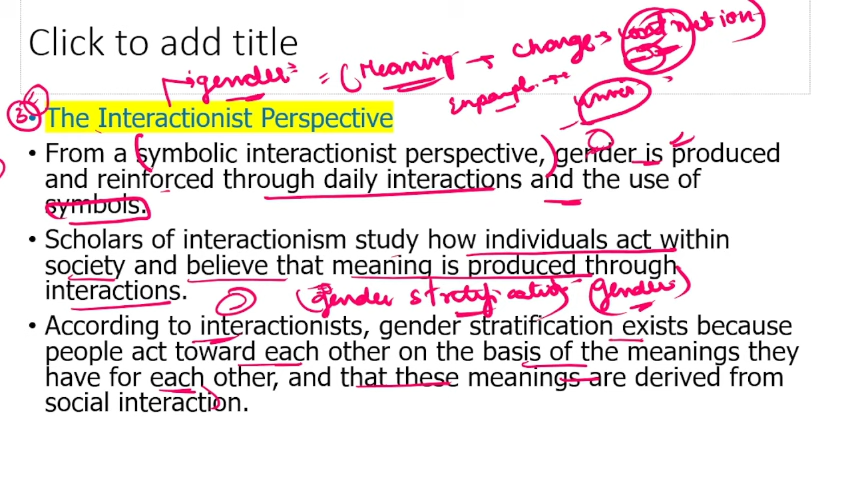 Click to add title
gender = (Meaning → change → 
Example →
3
• The Interactionist Perspective
• From a symbolic interactionist perspective, gender is produced
and reinforced through daily interactions and the use of
symbols.
• Scholars of interactionism study how individuals act within
society and believe that meaning is produced through
interactions.
(gender stratification) (gender)
• According to interactionists, gender stratification exists because
people act toward each other on the basis of the meanings they
have for each other, and that these meanings are derived from
social interaction.